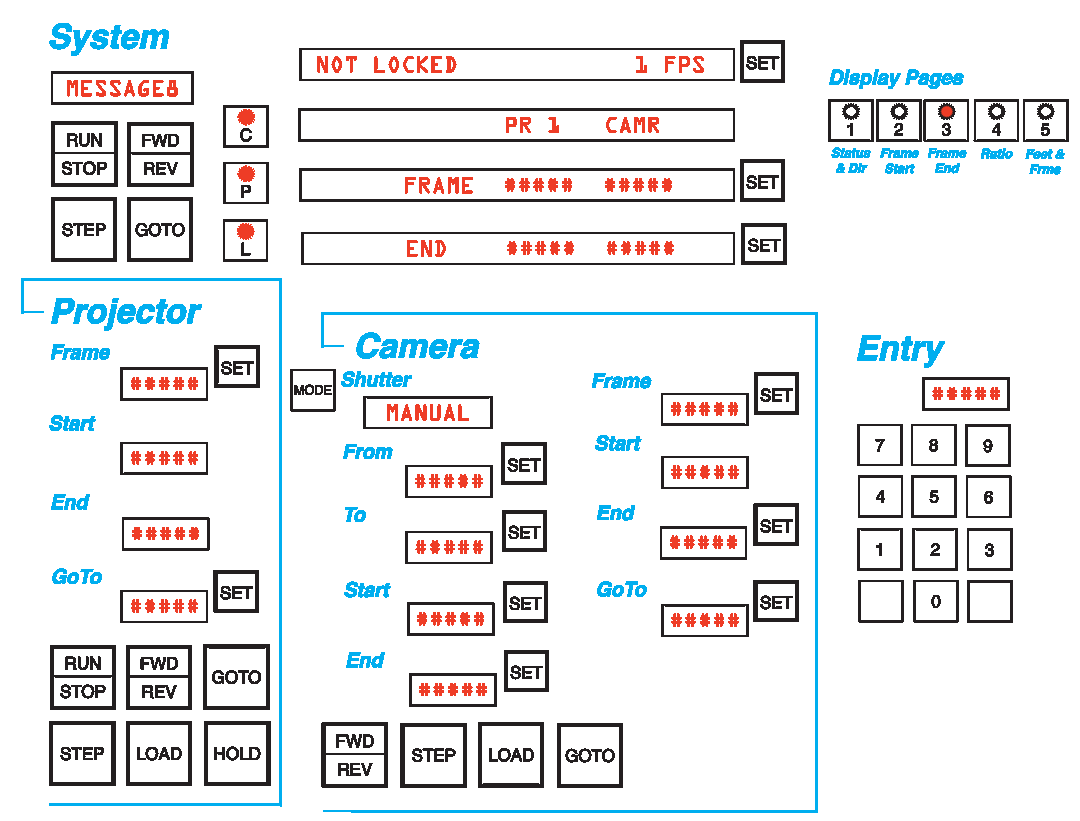 System
MESSAGE8
RUN
STOP
FWD
REV
STEP
GOTO
C
P
L
NOT LOCKED 1 FPS
SET
PR 1 CAMR
FRAME ##### #####
SET
END ##### #####
SET
Display Pages
1 2 3 4 5
Status & Dir
Frame Start
Frame End
Ratio
Feet & Frme
Projector
Frame
#####
SET
Start
#####
End
#####
GoTo
#####
SET
RUN
STOP
FWD
REV
GOTO
STEP
LOAD
HOLD
Camera
MODE
Shutter
MANUAL
From
#####
SET
To
#####
SET
Start
#####
SET
End
#####
SET
Frame
#####
SET
Start
#####
End
#####
SET
GoTo
#####
SET
FWD
REV
STEP
LOAD
GOTO
Entry
#####
7 8 9
4 5 6
1 2 3
0